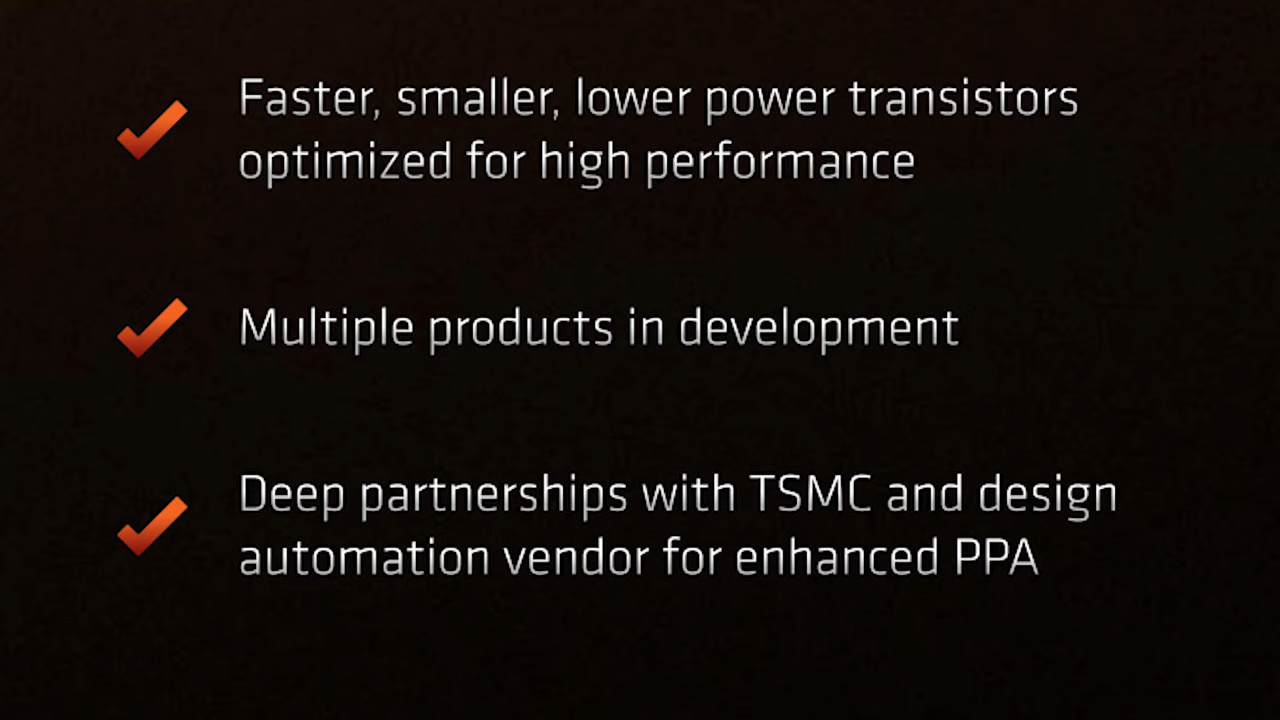 Faster, smaller, lower power transistors
optimized for high performance
Multiple products in development
Deep partnerships with TSMC and design
automation vendor for enhanced PPA